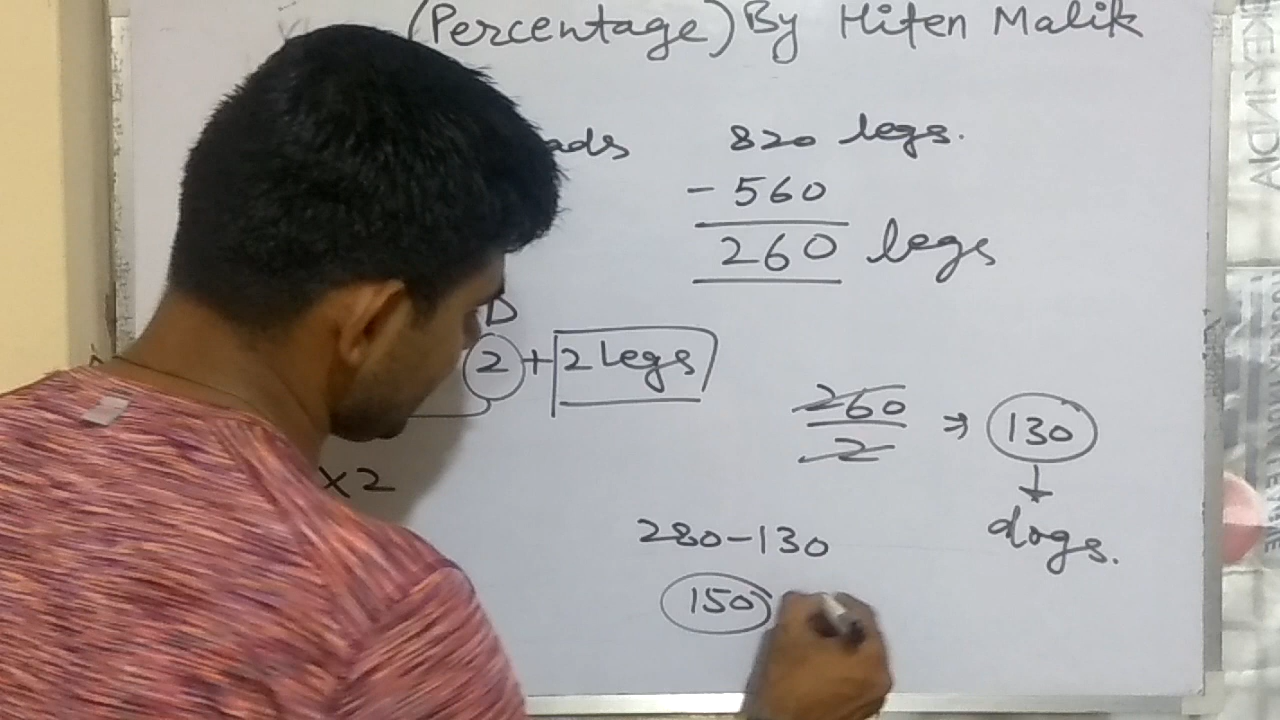 (Percentage) By Hiten Malik
ads 820 legs.
- 560
260 legs
D
2 + 2 Legs
260
2
⇒ 130
dogs.
×2
280-130
150